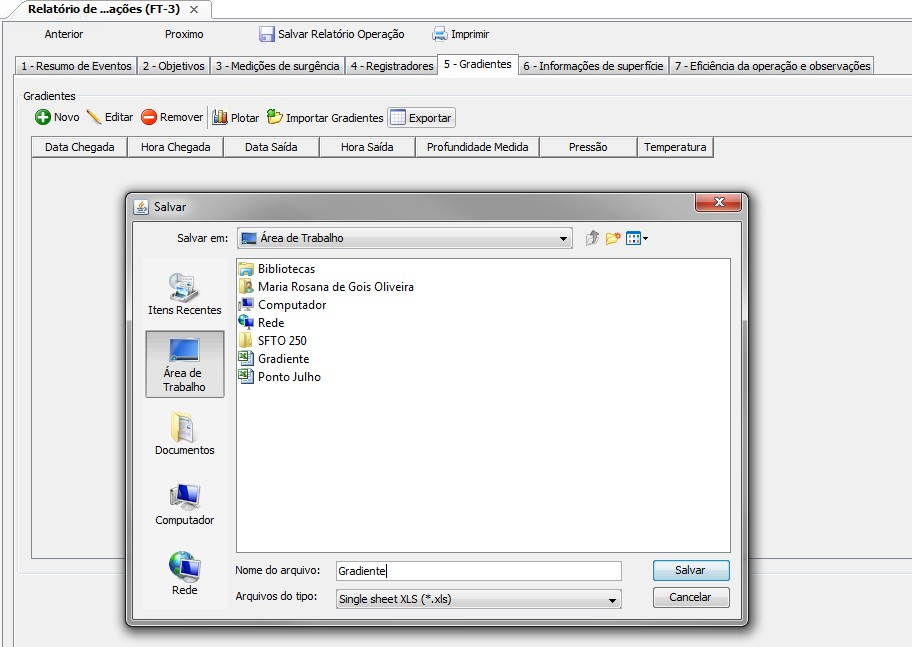 Relatório de ...ações (FT-3)
Anterior Proximo Salvar Relatório Operação Imprimir
1 - Resumo de Eventos 2 - Objetivos 3 - Medições de surgência 4 - Registradores 5 - Gradientes 6 - Informações de superfície 7 - Eficiência da operação e observações
Gradientes
Novo Editar Remover Plotar Importar Gradientes Exportar
Data Chegada Hora Chegada Data Saída Hora Saída Profundidade Medida Pressão Temperatura
Salvar
Salvar em: Área de Trabalho
Itens Recentes
Área de
Trabalho
Documentos
Computador
Rede
Bibliotecas
Maria Rosana de Gois Oliveira
Computador
Rede
SFTO 250
Gradiente
Ponto Julho
Nome do arquivo: Gradiente Salvar
Arquivos do tipo: Single sheet XLS (*.xls) Cancelar